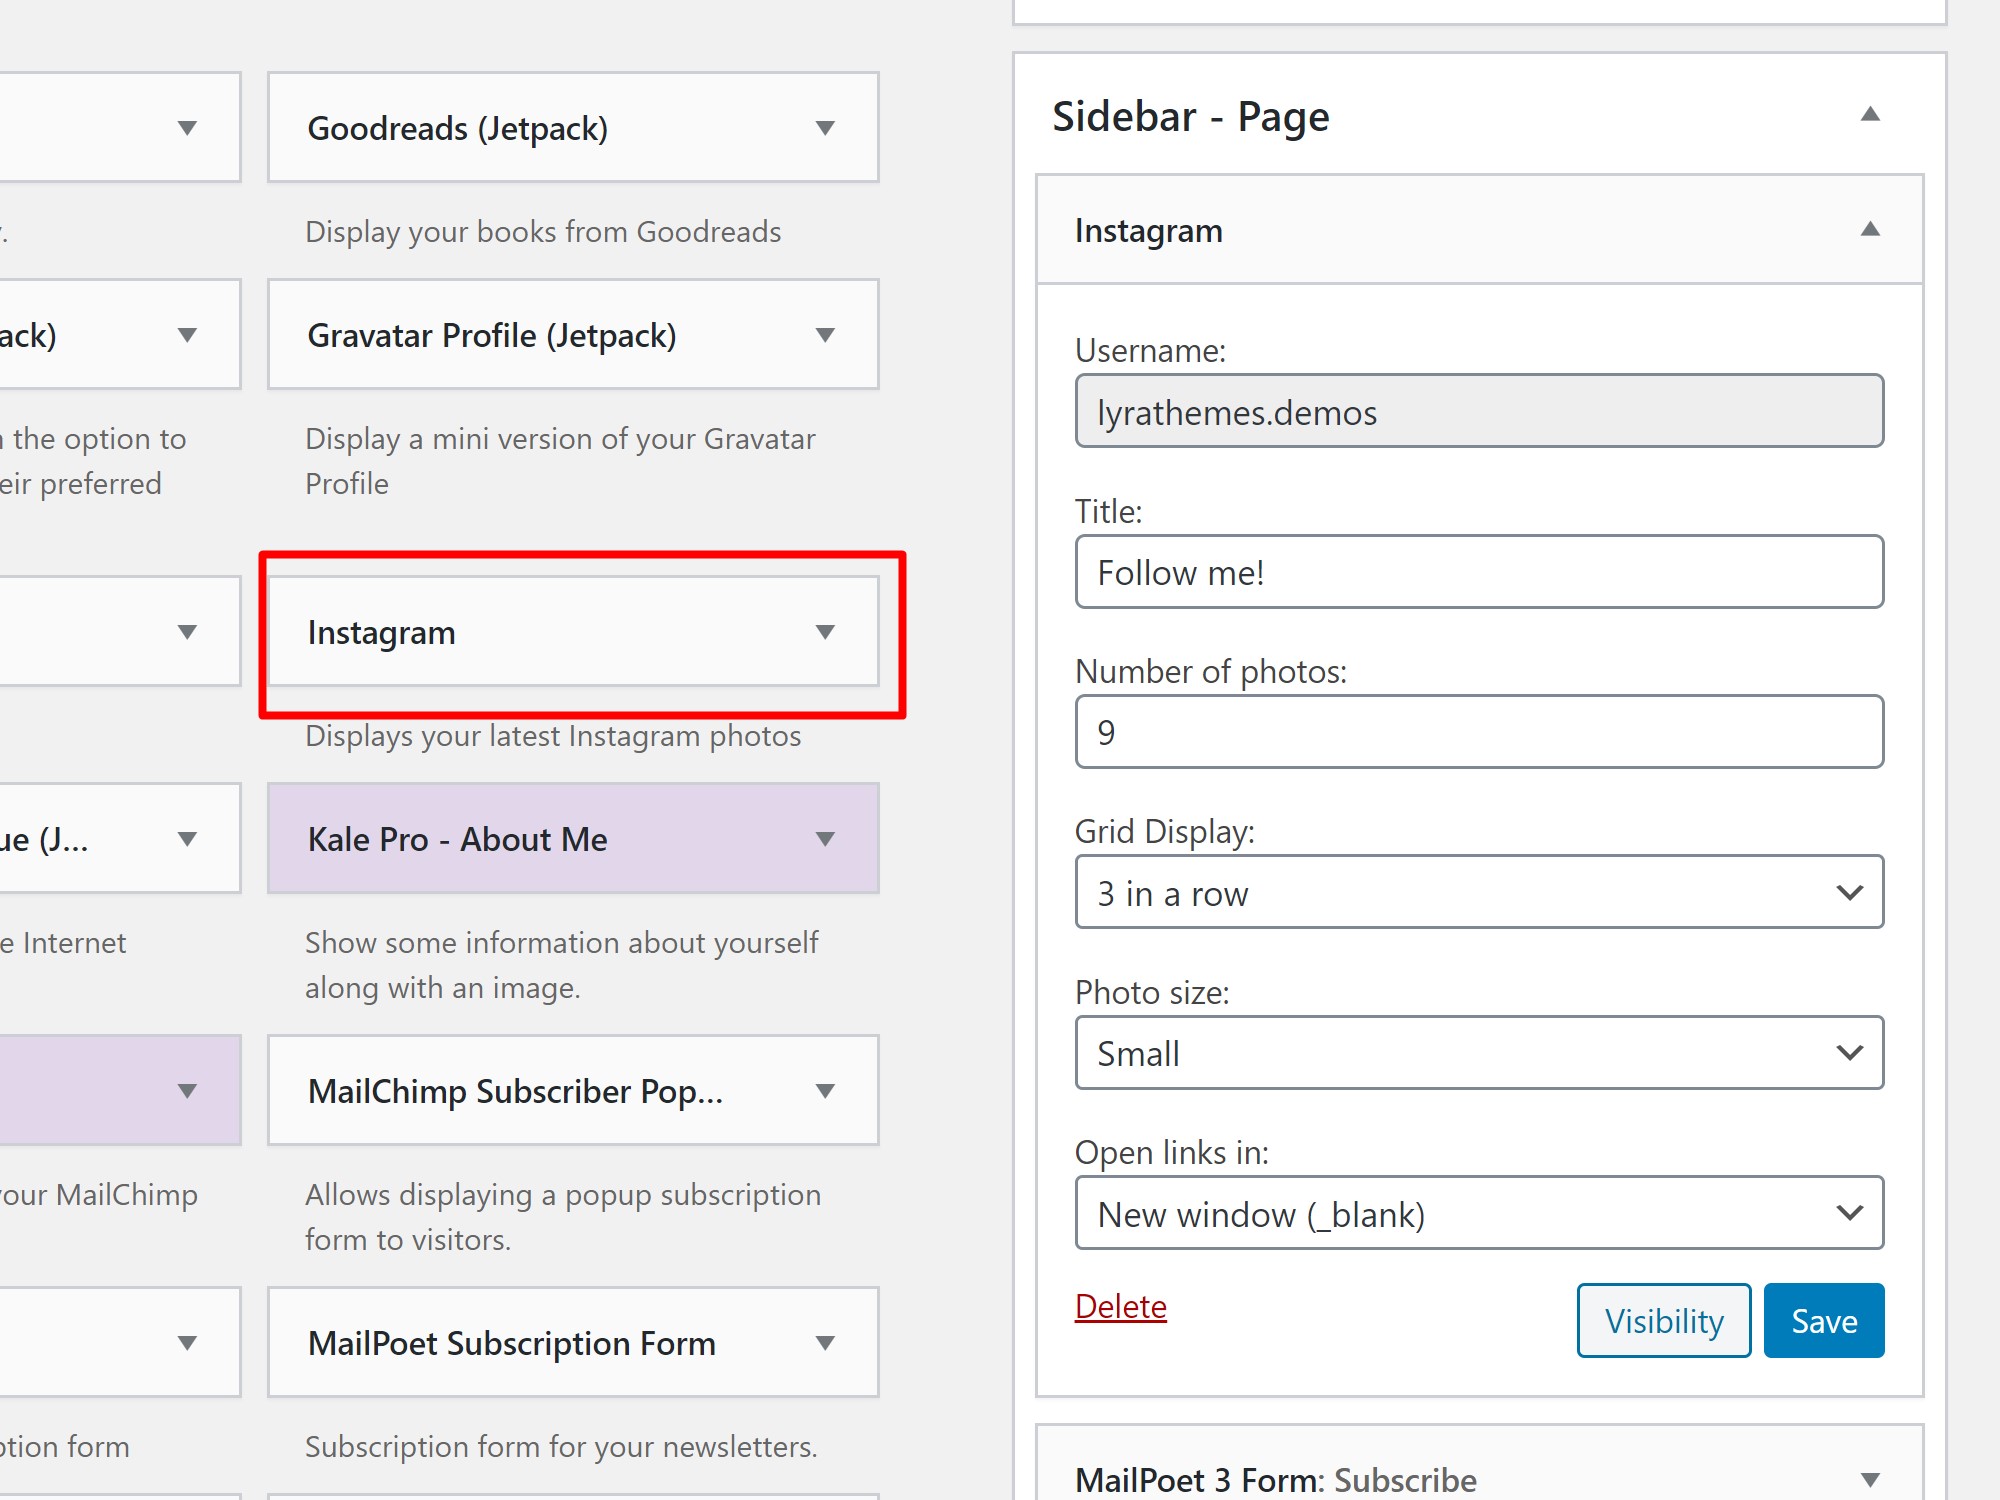 Goodreads (Jetpack)
.
Display your books from Goodreads
ack)
Gravatar Profile (Jetpack)
the option to
eir preferred
Display a mini version of your Gravatar
Profile
Instagram
Displays your latest Instagram photos
ue (J...
Kale Pro - About Me
e Internet
Show some information about yourself
along with an image.
MailChimp Subscriber Pop...
your MailChimp
Allows displaying a popup subscription
form to visitors.
MailPoet Subscription Form
ption form
Subscription form for your newsletters.
Sidebar - Page
Instagram
Username:
lyrathemes.demos
Title:
Follow me!
Number of photos:
9
Grid Display:
3 in a row
Photo size:
Small
Open links in:
New window (_blank)
Delete
Visibility
Save
MailPoet 3 Form: Subscribe